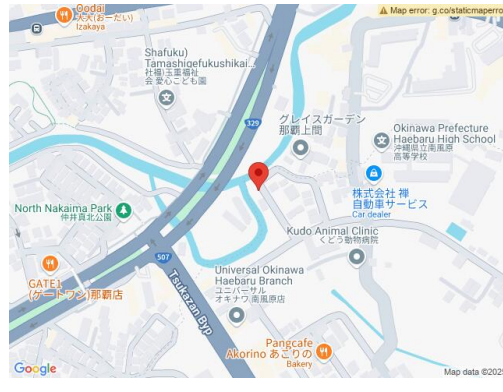 Oodai
大大(おーだい)
Izakaya
Map error: g.co/staticmaperro
Shafuku)
Tamashigefukushikai...
社福)玉重福祉
会 愛心こども園
329
グレイスガーデン
那覇上間
Okinawa Prefecture
Haebaru High School
沖縄県立南風原
高等学校
株式会社 禅
自動車サービス
Car dealer
North Nakaima Park
仲井真北公園
Kudo Animal Clinic
くどう動物病院
507
GATE1
(ゲートワン)那覇店
Tsukazan Byp
Universal Okinawa
Haebaru Branch
ユニバーサル
オキナワ 南風原店
Pangcafe
Akorino あこりの
Bakery
Google
Map data ©202